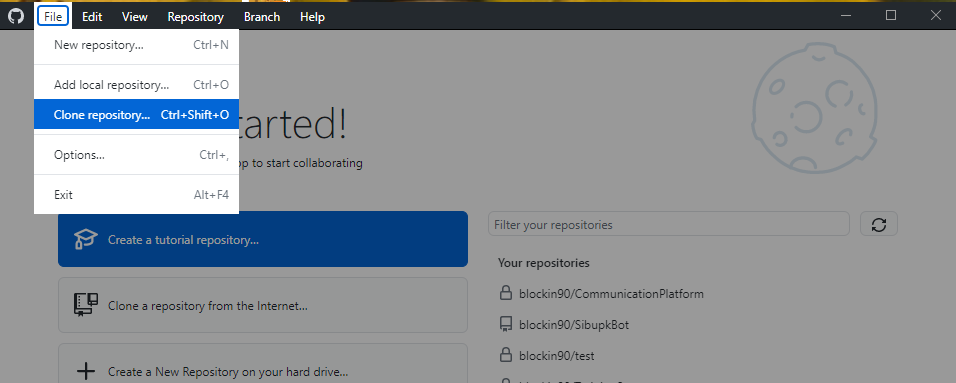 File Edit View Repository Branch Help
New repository... Ctrl+N
Add local repository... Ctrl+O
Clone repository... Ctrl+Shift+O
Options... Ctrl+,
Exit Alt+F4
tarted!
op to start collaborating
Create a tutorial repository...
Clone a repository from the Internet...
Create a New Repository on your hard drive...
Filter your repositories
Your repositories
blockin90/CommunicationPlatform
blockin90/SibupkBot
blockin90/test